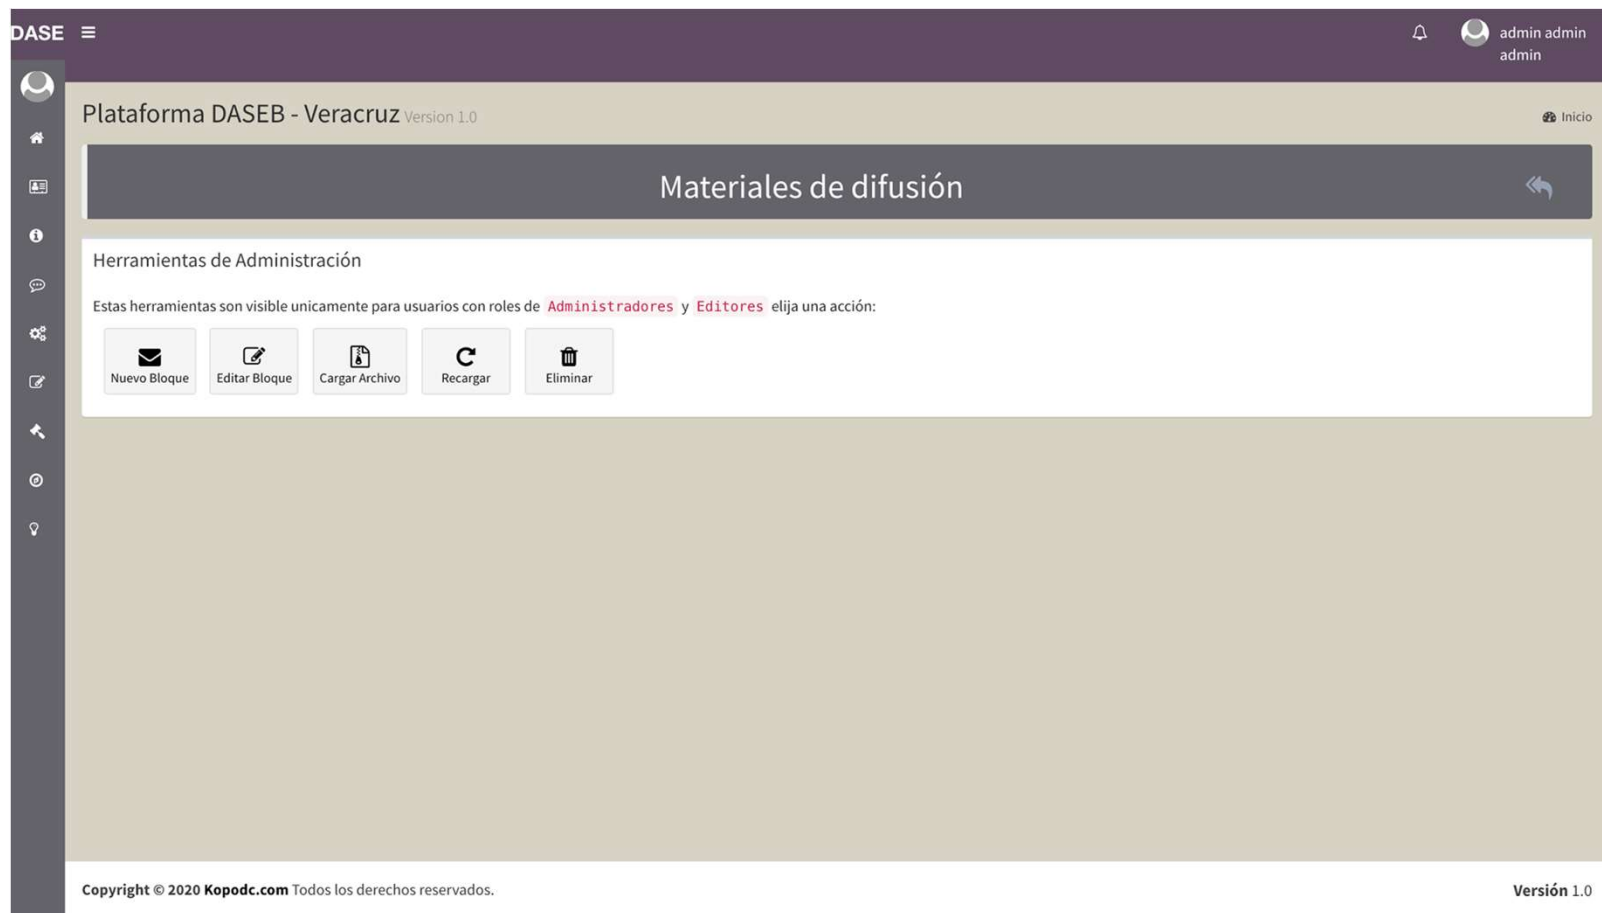 DASE
admin admin
admin
Plataforma DASEB - Veracruz Version 1.0
Inicio
Materiales de difusión
Herramientas de Administración
Estas herramientas son visible unicamente para usuarios con roles de Administradores y Editores elija una acción:
Nuevo Bloque
Editar Bloque
Cargar Archivo
Recargar
Eliminar
Copyright © 2020 Kopodc.com Todos los derechos reservados.
Versión 1.0